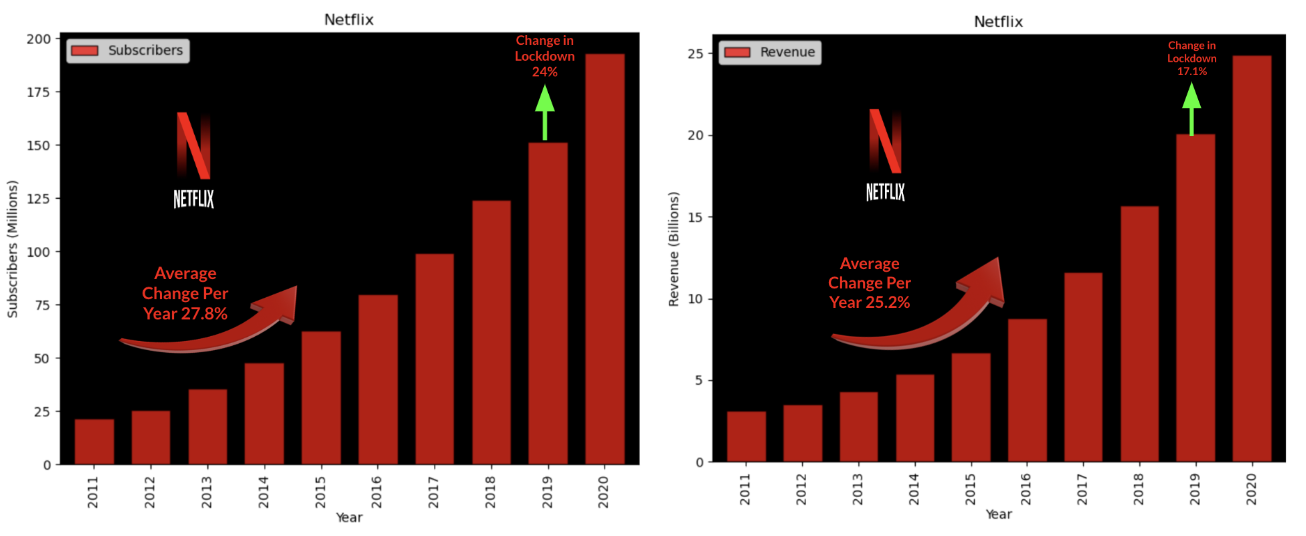 Netflix
Subscribers
Change in
Lockdown
24%
NETFLIX
Average
Change Per
Year 27.8%
Subscribers (Millions)
200
175
150
125
100
75
50
25
0
2011
2012
2013
2014
2015
2016
2017
2018
2019
2020
Year
Netflix
Revenue
Change in
Lockdown
17.1%
NETFLIX
Average
Change Per
Year 25.2%
Revenue (Billions)
25
20
15
10
5
0
2011
2012
2013
2014
2015
2016
2017
2018
2019
2020
Year